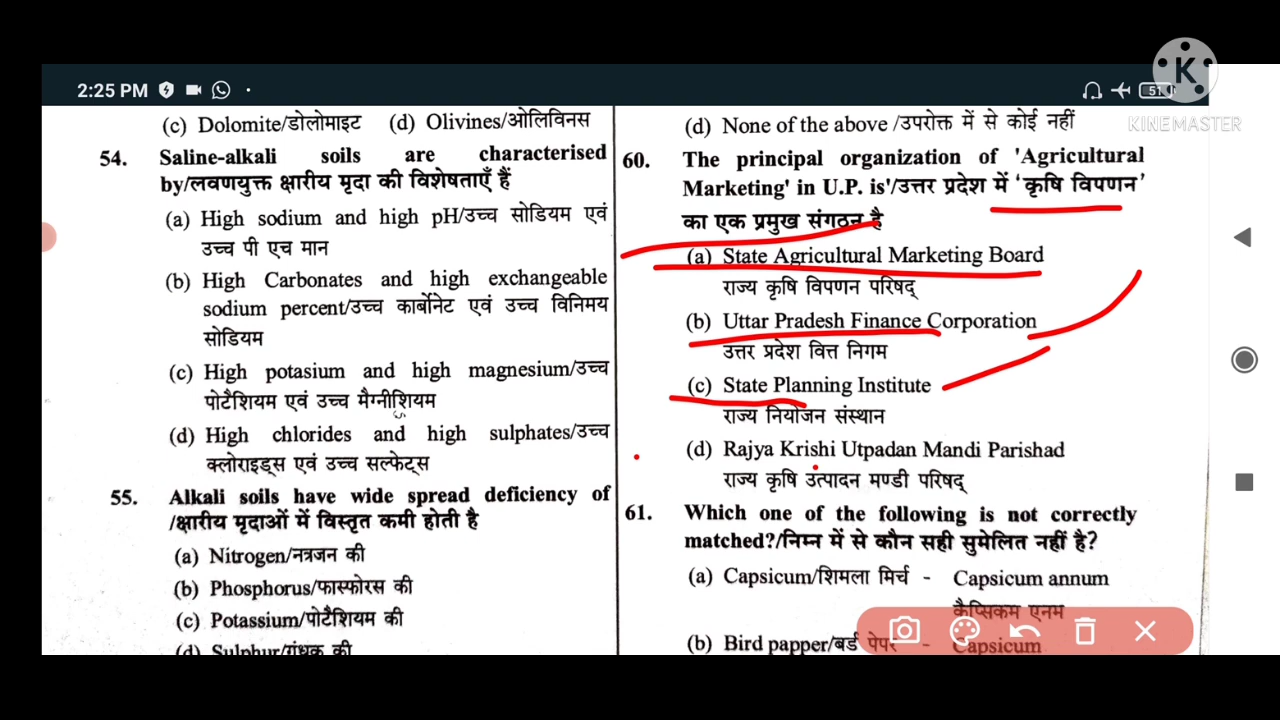 2:25 PM
51
K
KINEMASTER
(c) Dolomite/डोलोमाइट (d) Olivines/ओलिविनस
54. Saline-alkali soils are characterised
by/लवणयुक्त क्षारीय मृदा की विशेषताएँ हैं
(a) High sodium and high pH/उच्च सोडियम एवं
उच्च पी एच मान
(b) High Carbonates and high exchangeable
sodium percent/उच्च कार्बोनेट एवं उच्च विनिमय
सोडियम
(c) High potasium and high magnesium/उच्च
पोटैशियम एवं उच्च मैग्नीशियम
(d) High chlorides and high sulphates/उच्च
क्लोराइड्स एवं उच्च सल्फेट्स
55. Alkali soils have wide spread deficiency of
/क्षारीय मृदाओं में विस्तृत कमी होती है
(a) Nitrogen/नत्रजन की
(b) Phosphorus/फास्फोरस की
(c) Potassium/पोटैशियम की
(d) Sulphur/गंधक की
(d) None of the above /उपरोक्त में से कोई नहीं
60. The principal organization of 'Agricultural
Marketing' in U.P. is'/उत्तर प्रदेश में ‘कृषि विपणन’
का एक प्रमुख संगठन है
(a) State Agricultural Marketing Board
राज्य कृषि विपणन परिषद्
(b) Uttar Pradesh Finance Corporation
उत्तर प्रदेश वित्त निगम
(c) State Planning Institute
राज्य नियोजन संस्थान
(d) Rajya Krishi Utpadan Mandi Parishad
राज्य कृषि उत्पादन मण्डी परिषद्
61. Which one of the following is not correctly
matched?/निम्न में से कौन सही सुमेलित नहीं है?
(a) Capsicum/शिमला मिर्च - Capsicum annum
कैप्सिकम एनम
(b) Bird papper/बर्ड पेपर - Capsicum